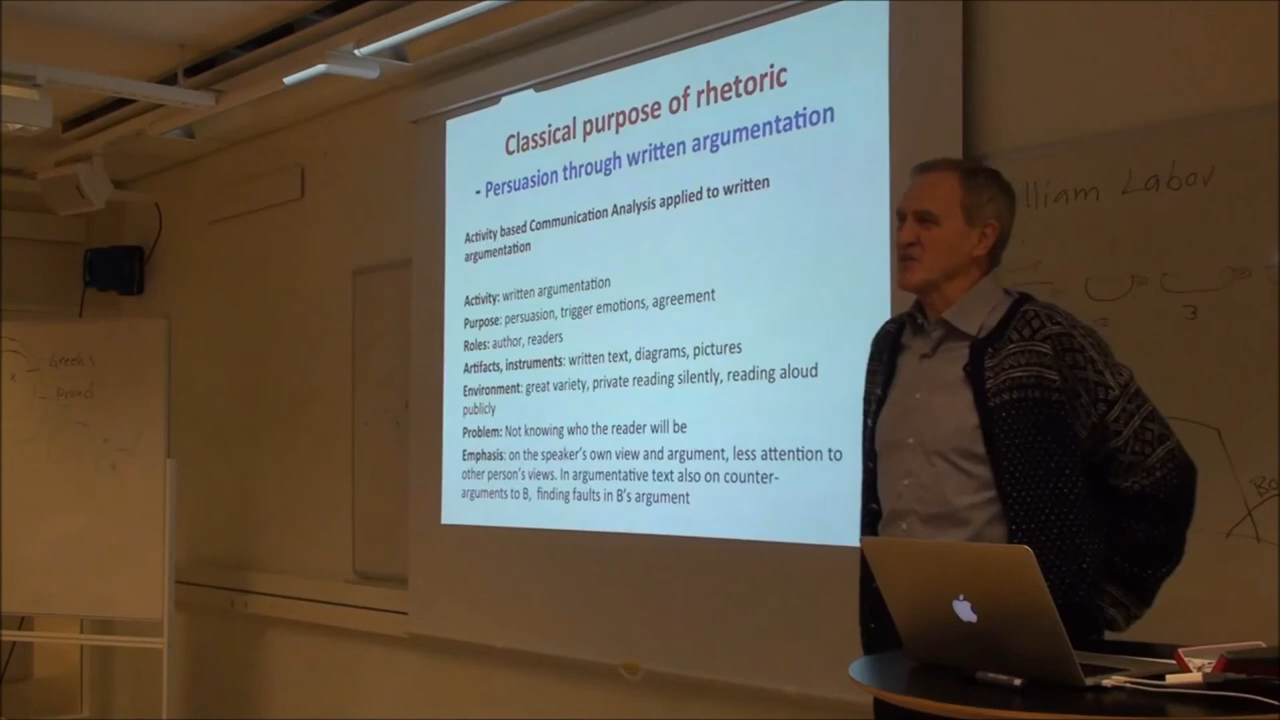 Classical purpose of rhetoric
- Persuasion through written argumentation
Activity based Communication Analysis applied to written
argumentation
Activity: written argumentation
Purpose: persuasion, trigger emotions, agreement
Roles: author, readers
Artifacts, instruments: written text, diagrams, pictures
Environment: great variety, private reading silently, reading aloud
publicly
Problem: Not knowing who the reader will be
Emphasis: on the speaker's own view and argument, less attention to
other person's views. In argumentative text also on counter-
arguments to B, finding faults in B's argument
lliam Labov
3